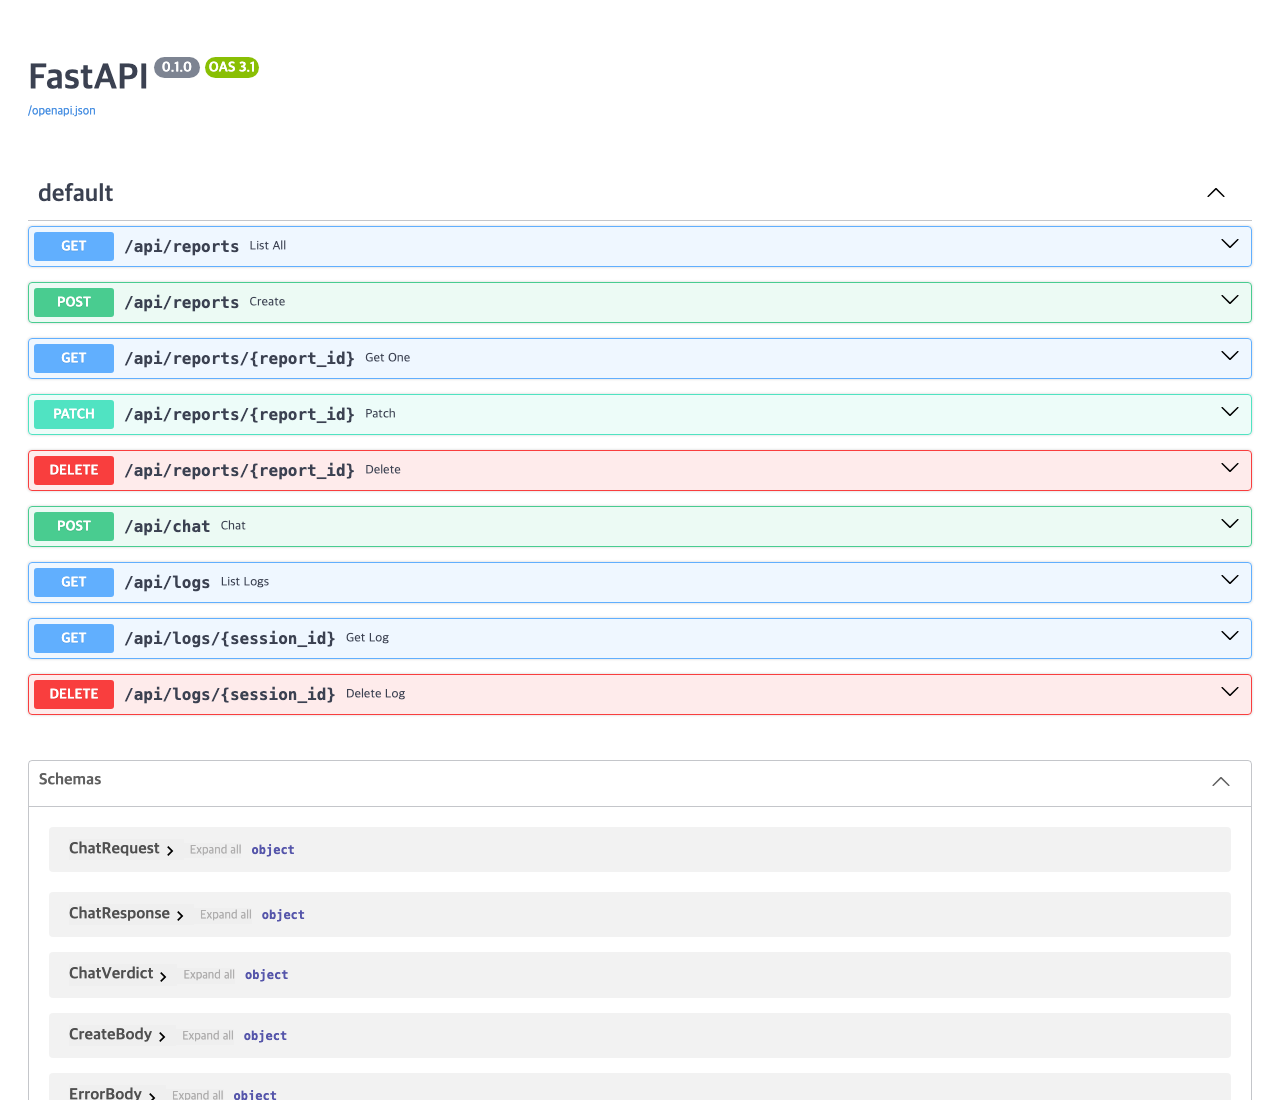 FastAPI 0.1.0 OAS 3.1
/openapi.json
default
GET /api/reports List All
POST /api/reports Create
GET /api/reports/{report_id} Get One
PATCH /api/reports/{report_id} Patch
DELETE /api/reports/{report_id} Delete
POST /api/chat Chat
GET /api/logs List Logs
GET /api/logs/{session_id} Get Log
DELETE /api/logs/{session_id} Delete Log
Schemas
ChatRequest Expand all object
ChatResponse Expand all object
ChatVerdict Expand all object
CreateBody Expand all object
ErrorBody Expand all object